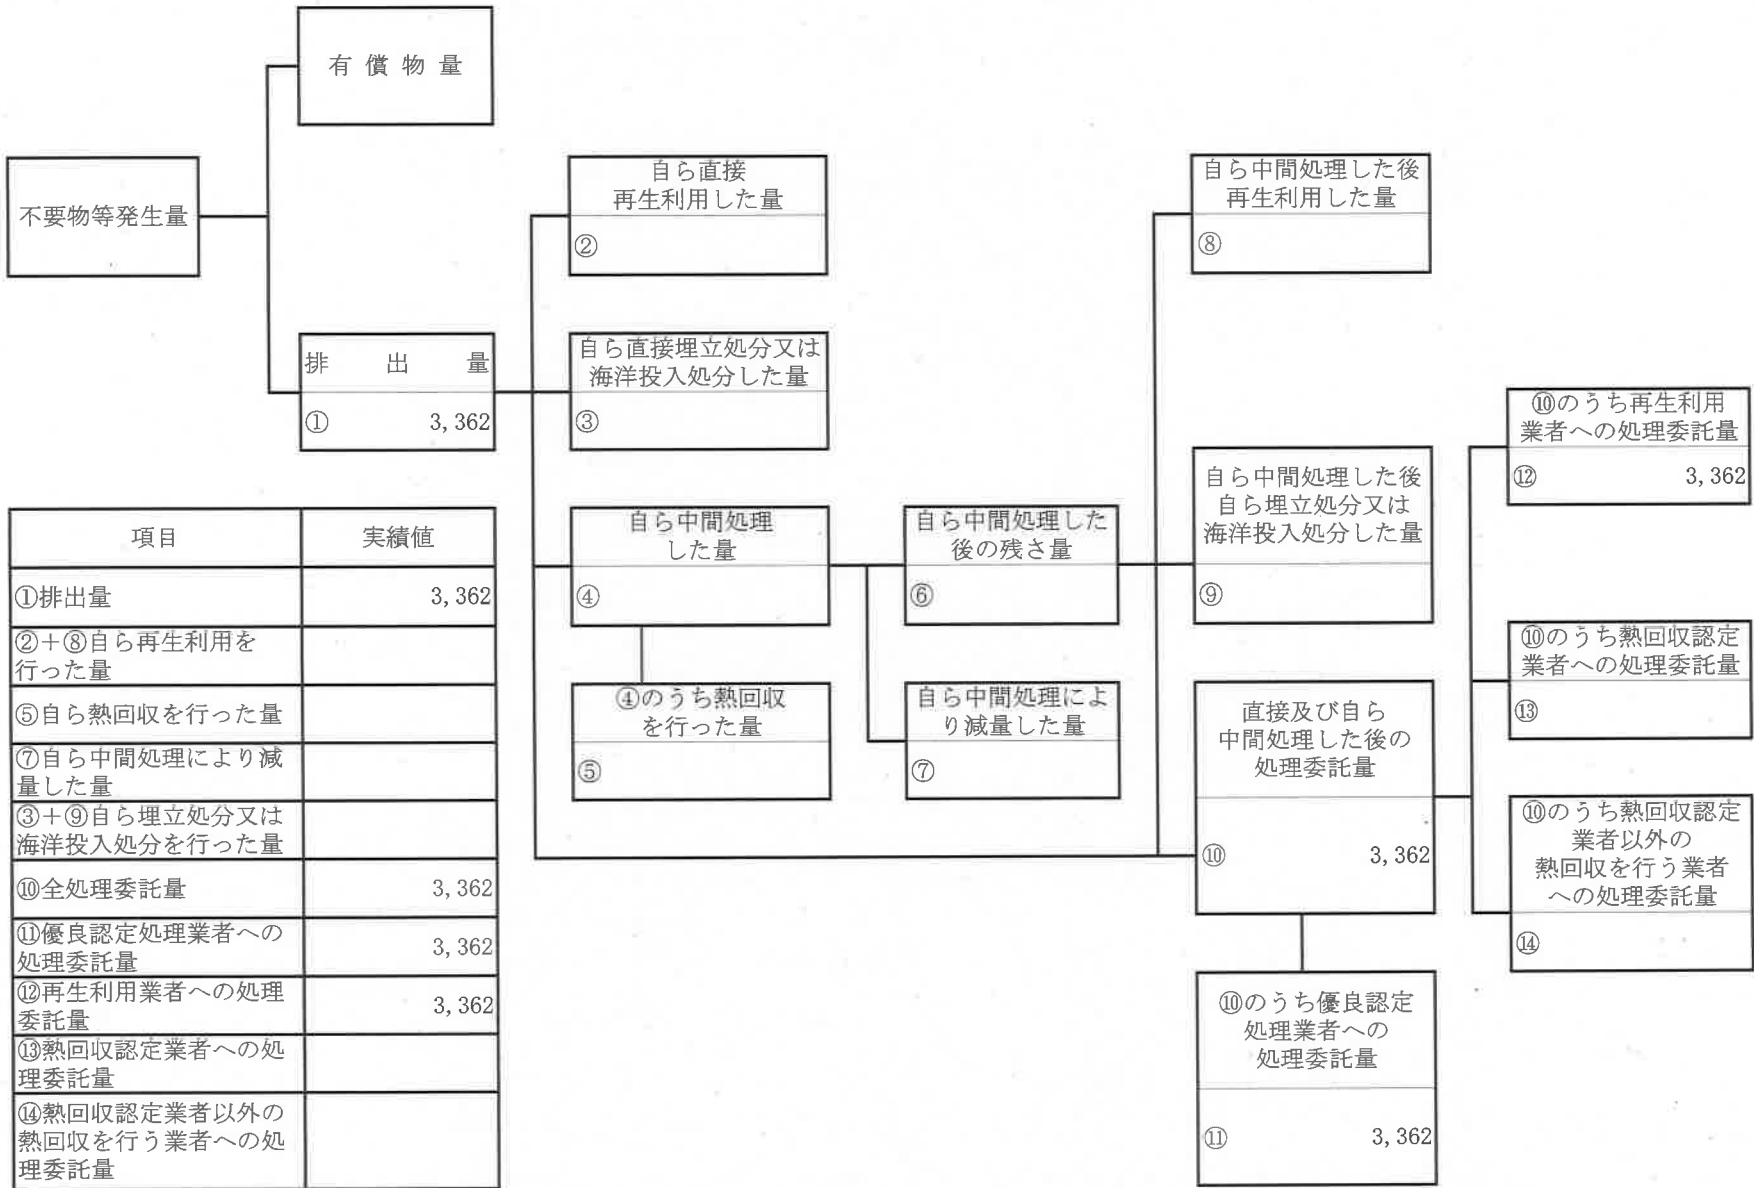 有償物量
不要物等発生量
自ら直接
再生利用した量
②
自ら中間処理した後
再生利用した量
⑧
排出量
① 3,362
自ら直接埋立処分又は
海洋投入処分した量
③
⑩のうち再生利用
業者への処理委託量
⑫ 3,362
自ら中間処理した後
自ら埋立処分又は
海洋投入処分した量
⑨
自ら中間処理
した量
④
自ら中間処理した
後の残さ量
⑥
⑩のうち熱回収認定
業者への処理委託量
⑬
④のうち熱回収
を行った量
⑤
自ら中間処理によ
り減量した量
⑦
直接及び自ら
中間処理した後の
処理委託量
⑩ 3,362
⑩のうち熱回収認定
業者以外の
熱回収を行う業者
への処理委託量
⑭
⑩のうち優良認定
処理業者への
処理委託量
⑪ 3,362
項目 実績値
①排出量 3,362
②+⑧自ら再生利用を
行った量
⑤自ら熱回収を行った量
⑦自ら中間処理により減
量した量
③+⑨自ら埋立処分又は
海洋投入処分を行った量
⑩全処理委託量 3,362
⑪優良認定処理業者への
処理委託量 3,362
⑫再生利用業者への処理
委託量 3,362
⑬熱回収認定業者への処
理委託量
⑭熱回収認定業者以外の
熱回収を行う業者への処
理委託量